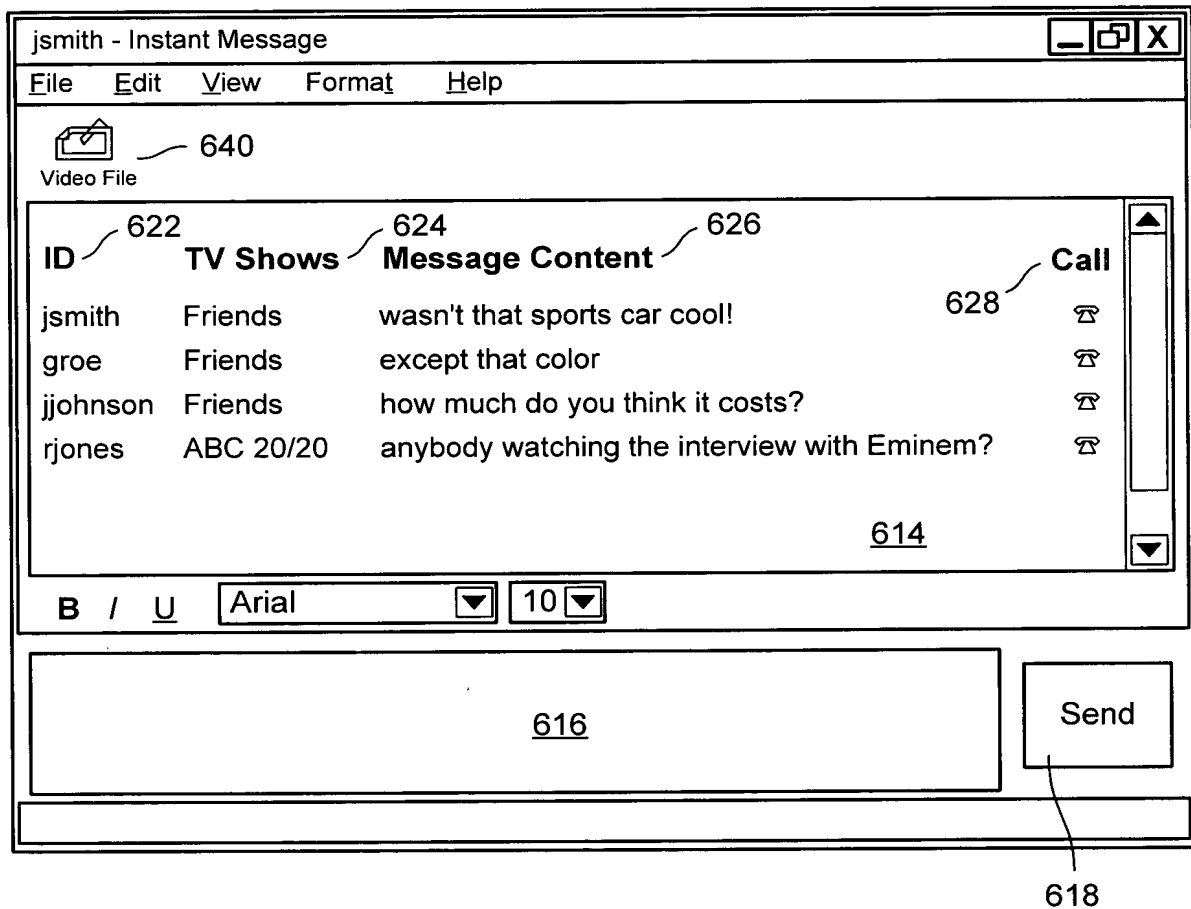 jsmith - Instant Message X
File Edit View Format Help
640
Video File
622 624 626
ID TV Shows Message Content Call
628
jsmith Friends wasn't that sports car cool!
groe Friends except that color
jjohnson Friends how much do you think it costs?
rjones ABC 20/20 anybody watching the interview with Eminem?
614
B I U Arial 10
616
Send
618